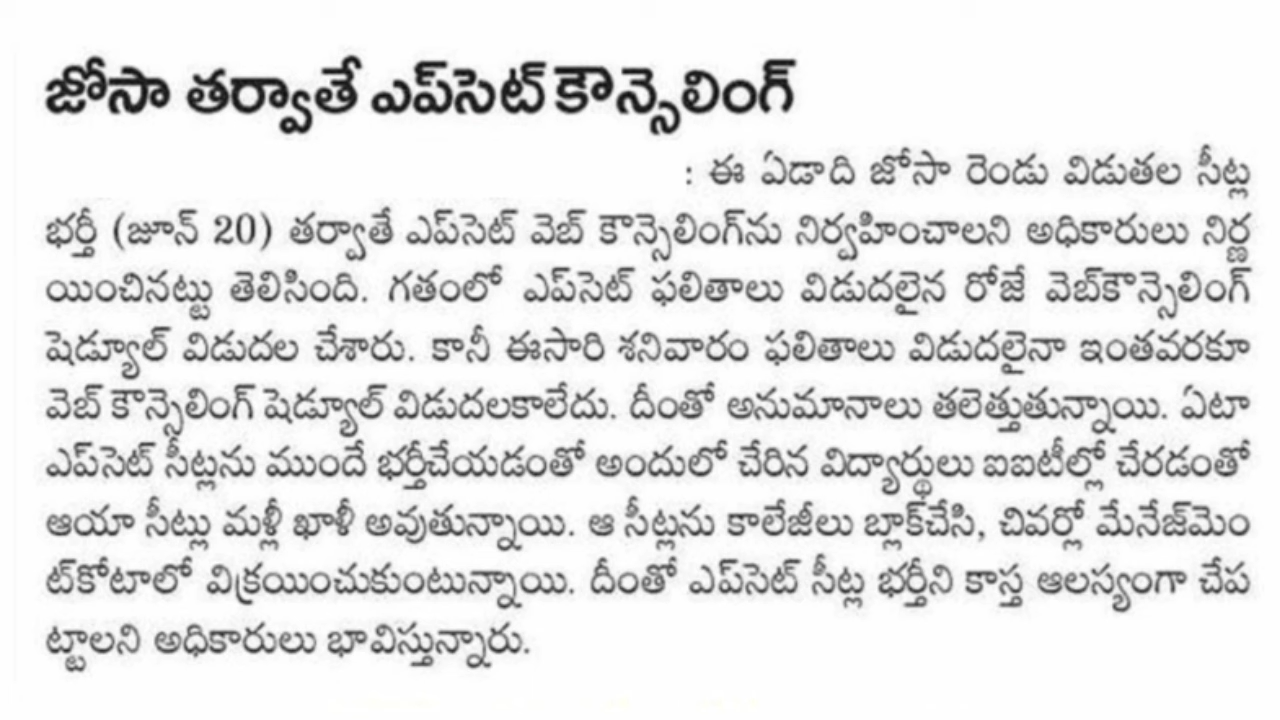 జోసా తర్వాతే ఎప్‌సెట్ కౌన్సెలింగ్
: ఈ ఏడాది జోసా రెండు విడుతల సీట్ల
భర్తీ (జూన్ 20) తర్వాతే ఎప్‌సెట్ వెబ్ కౌన్సెలింగ్‌ను నిర్వహించాలని అధికారులు నిర్ణ
యించినట్టు తెలిసింది. గతంలో ఎప్‌సెట్ ఫలితాలు విడుదలైన రోజే వెబ్‌కౌన్సెలింగ్
షెడ్యూల్ విడుదల చేశారు. కానీ ఈసారి శనివారం ఫలితాలు విడుదలైనా ఇంతవరకూ
వెబ్ కౌన్సెలింగ్ షెడ్యూల్ విడుదలకాలేదు. దీంతో అనుమానాలు తలెత్తుతున్నాయి. ఏటా
ఎప్‌సెట్ సీట్లను ముందే భర్తీచేయడంతో అందులో చేరిన విద్యార్థులు ఐఐటీల్లో చేరడంతో
ఆయా సీట్లు మళ్లీ ఖాళీ అవుతున్నాయి. ఆ సీట్లను కాలేజీలు బ్లాక్‌చేసి, చివర్లో మేనేజ్‌మెం
ట్‌కోటాలో విక్రయించుకుంటున్నాయి. దీంతో ఎప్‌సెట్ సీట్ల భర్తీని కాస్త ఆలస్యంగా చేప
ట్టాలని అధికారులు భావిస్తున్నారు.